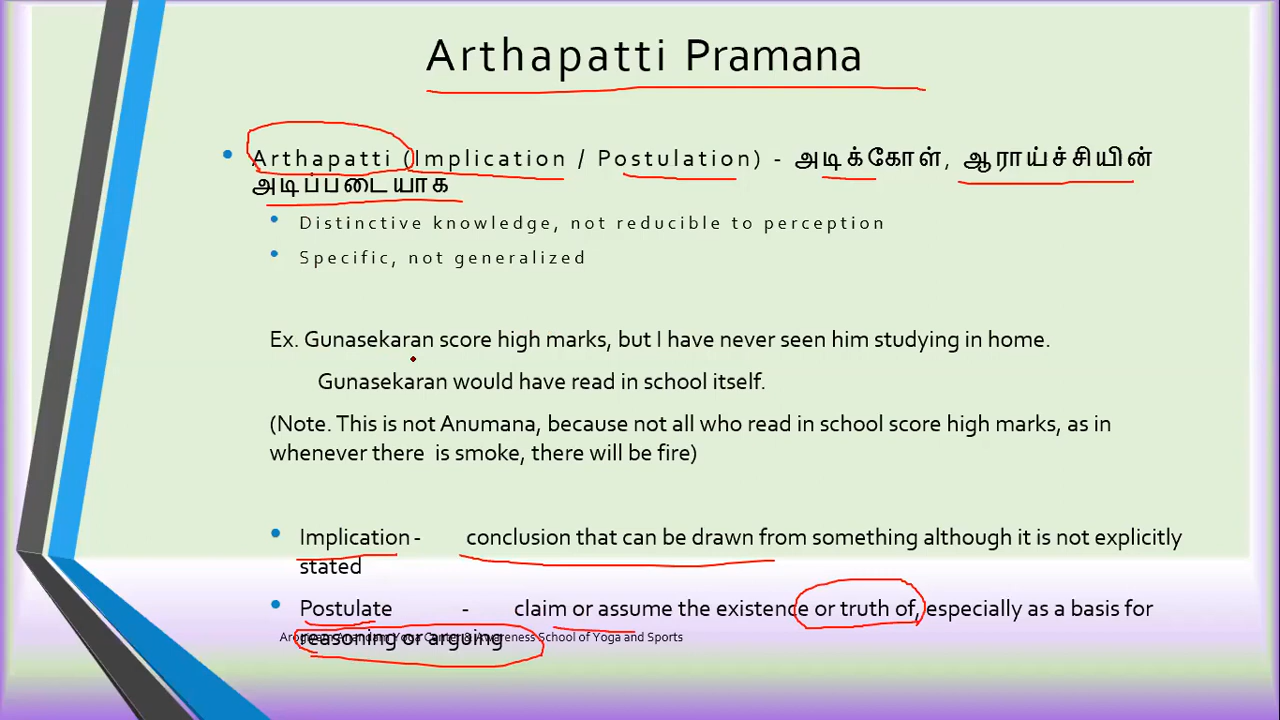 Arthapatti Pramana
Arthapatti (Implication / Postulation) - அடிக்கோள், ஆராய்ச்சியின்
அடிப்படையாக
Distinctive knowledge, not reducible to perception
Specific, not generalized
Ex. Gunasekaran score high marks, but I have never seen him studying in home.
Gunasekaran would have read in school itself.
(Note. This is not Anumana, because not all who read in school score high marks, as in
whenever there is smoke, there will be fire)
Implication - conclusion that can be drawn from something although it is not explicitly
stated
Postulate - claim or assume the existence or truth of, especially as a basis for
reasoning or arguing
Yoga Center & Awareness School of Yoga and Sports